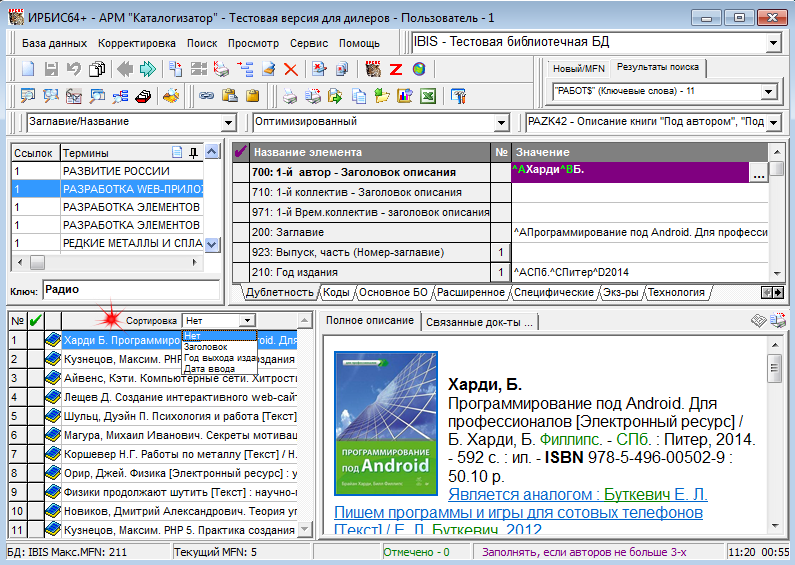 ИРБИС64+ - АРМ "Каталогизатор" - Тестовая версия для дилеров - Пользователь - 1
База данных Корректировка Поиск Просмотр Сервис Помощь
IBIS - Тестовая библиотечная БД
Новый/MFN Результаты поиска
"РАБОТ$" (Ключевые слова) - 11
Заглавие/Название
Оптимизированный
PAZK42 - Описание книги "Под автором", "Под
Ссылок Термины
1 РАЗВИТИЕ РОССИИ
1 РАЗРАБОТКА WEB-ПРИЛО
1 РАЗРАБОТКА ЭЛЕМЕНТОВ
1 РАЗРАБОТКА ЭЛЕМЕНТОВ
1 РЕДКИЕ МЕТАЛЛЫ И СПЛА
Ключ: Радио
Название элемента № Значение
700: 1-й автор - Заголовок описания ^AХарди^BБ.
...
710: 1-й коллектив - Заголовок описания
971: 1-й Врем.коллектив - заголовок описания
200: Заглавие ^AПрограммирование под Android. Для професси
923: Выпуск, часть (Номер-заглавие) 1
210: Год издания 1 ^AСПб.^CПитер^D2014
Дублетность Коды Основное БО Расширенное Специфические Экз-ры Технология
№ Сортировка Нет
Нет
Заголовок
Год выхода изда
Дата ввода
1 Харди Б. Программиро oid. Для
2 Кузнецов, Максим. PHP здания
3 Айвенс, Кэти. Компьютерные сети. Хитрост
4 Лещев Д. Создание интерактивного web-сай
5 Шульц, Дуэйн П. Психология и работа [Текст]
6 Магура, Михаил Иванович. Секреты мотивац
7 Коршевер Н.Г. Работы по металлу [Текст] / Н
8 Орир, Джей. Физика [Электронный ресурс] : у
9 Физики продолжают шутить [Текст] : научно-г
10 Новиков, Дмитрий Александрович. Теория уп
11 Кузнецов, Максим. PHP 5. Практика создания
Полное описание Связанные док-ты ...
ПРОГРАММИРОВАНИЕ
ПОД Android
Харди, Б.
Программирование под Android. Для
профессионалов [Электронный ресурс] /
Б. Харди, Б. Филлипс. - СПб. : Питер, 2014.
- 592 с. : ил. - ISBN 978-5-496-00502-9 :
50.10 р.
Является аналогом : Буткевич Е. Л.
Пишем программы и игры для сотовых телефонов
[Текст] / Е. Л. Буткевич, 2012
БД: IBIS Макс.MFN: 211 Текущий MFN: 5 Отмечено - 0 Заполнять, если авторов не больше 3-х 11:20 00:55